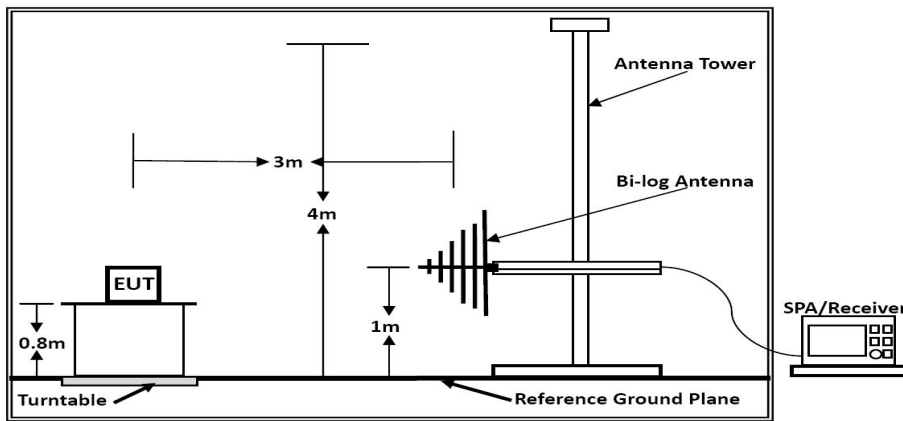 Antenna Tower
3m
Bi-log Antenna
4m
EUT
SPA/Receiver
0.8m
1m
Turntable
Reference Ground Plane